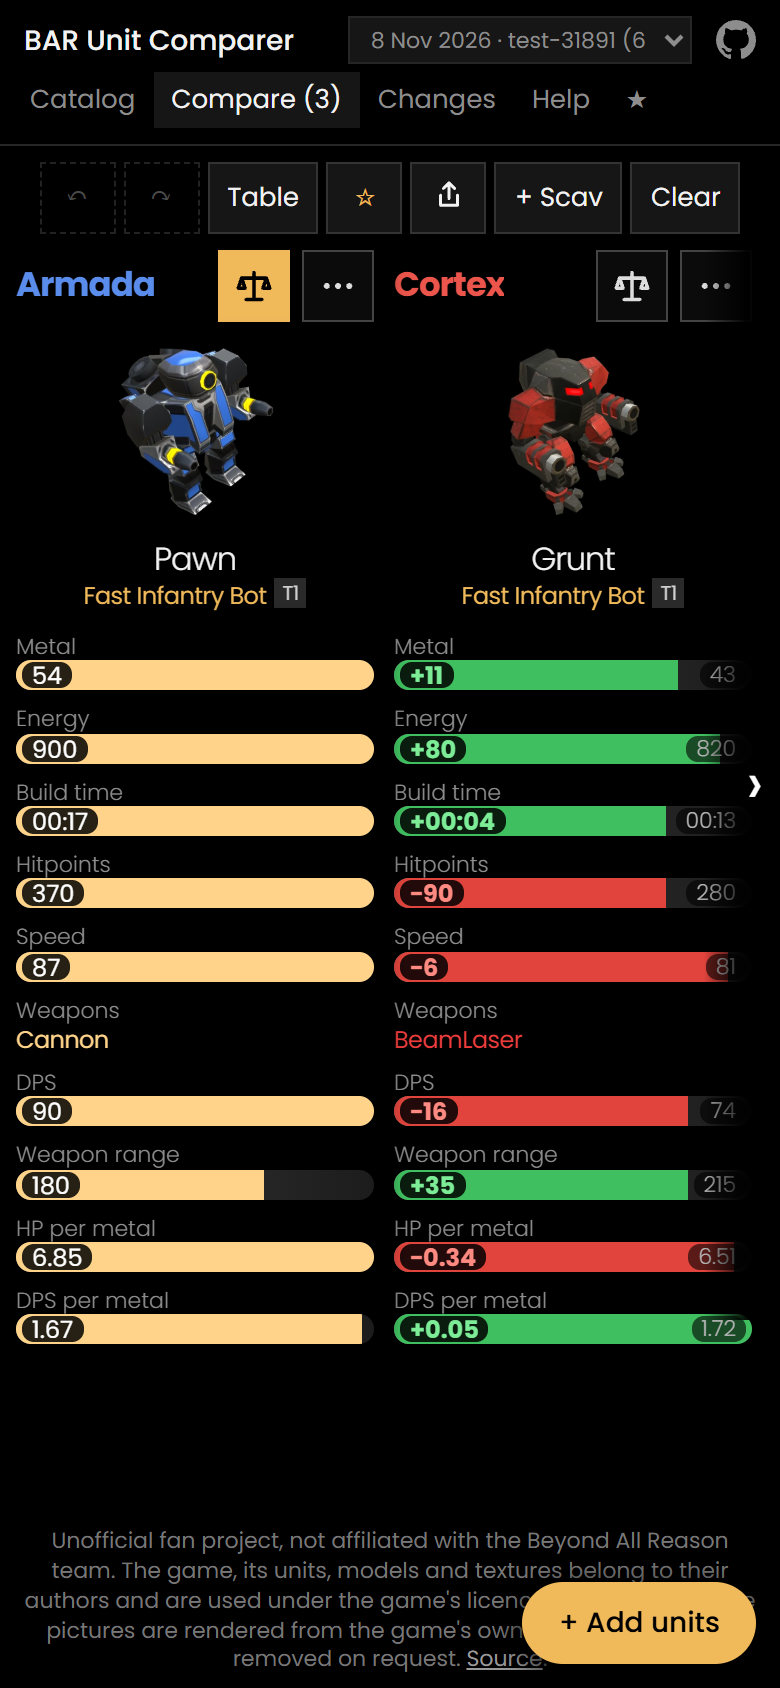 BAR Unit Comparer
8 Nov 2026 · test-31891 (6
Catalog Compare (3) Changes Help ★
Table ☆ + Scav Clear
Armada ... Cortex ...
Pawn Grunt
Fast Infantry Bot T1 Fast Infantry Bot T1
Metal Metal
54 +11 43
Energy Energy
900 +80 820
Build time Build time
00:17 +00:04 00:13
Hitpoints Hitpoints
370 −90 280
Speed Speed
87 −6 81
Weapons Weapons
Cannon BeamLaser
DPS DPS
90 −16 74
Weapon range Weapon range
180 +35 215
HP per metal HP per metal
6.85 −0.34 6.51
DPS per metal DPS per metal
1.67 +0.05 1.72
Unofficial fan project, not affiliated with the Beyond All Reason
team. The game, its units, models and textures belong to their
authors and are used under the game's
pictures are rendered from the game's own
removed on request. Source.
+ Add units